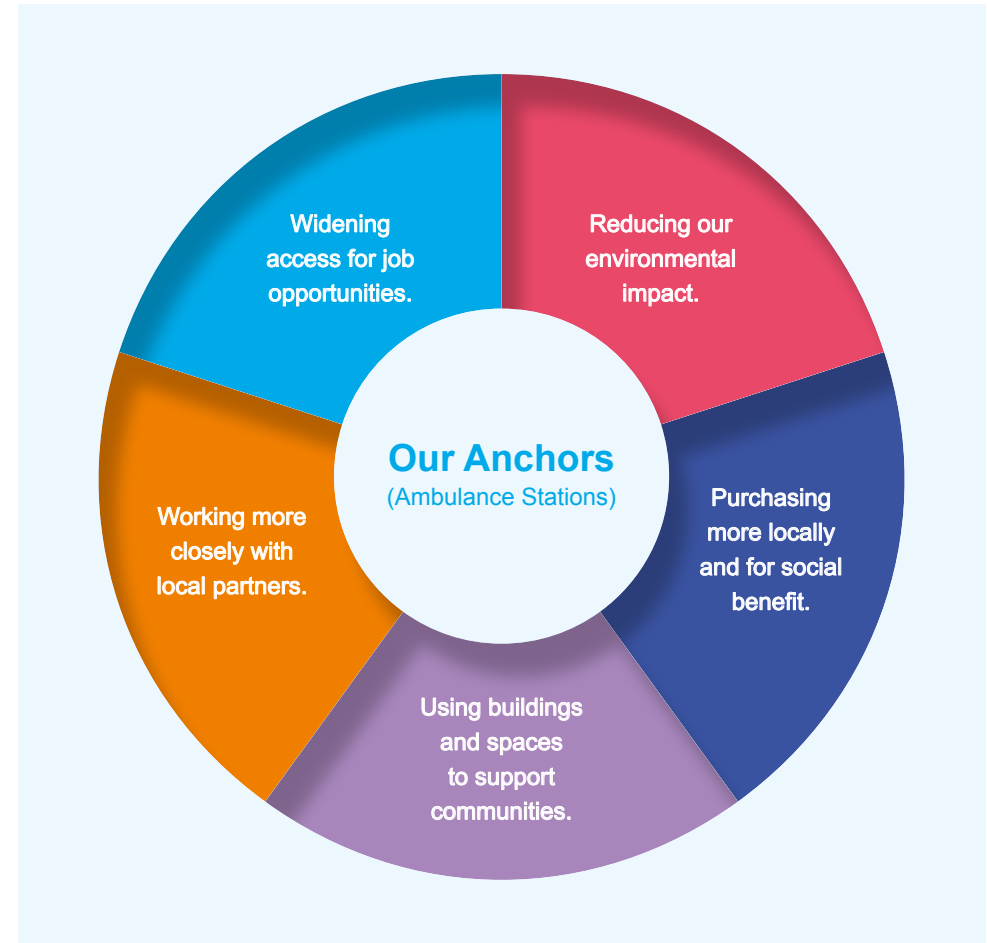 Widening
access for job
opportunities.
Reducing our
environmental
impact.
Our Anchors
(Ambulance Stations)
Purchasing
more locally
and for social
benefit.
Working more
closely with
local partners.
Using buildings
and spaces
to support
communities.